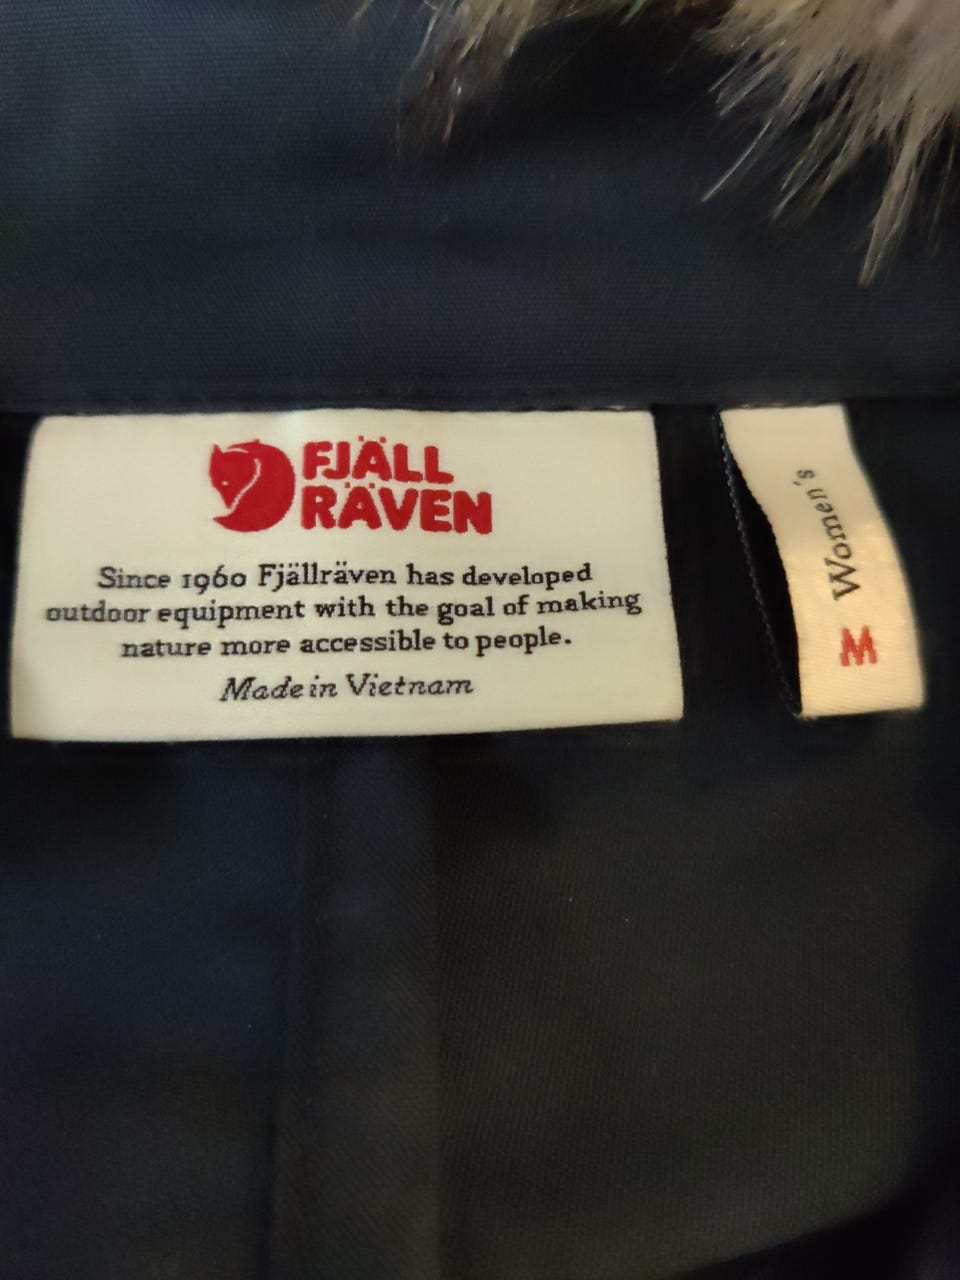 FJÄLL
RÄVEN
Since 1960 Fjällräven has developed
outdoor equipment with the goal of making
nature more accessible to people.
Made in Vietnam
Women's
M